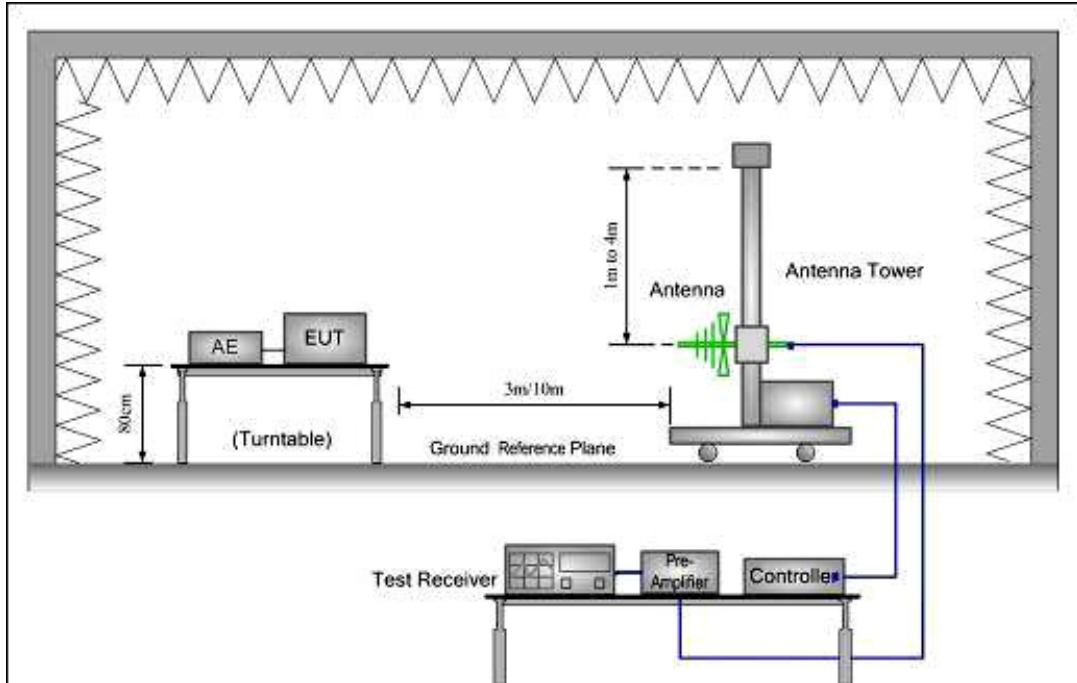 1m to 4m
Antenna Tower
Antenna
AE
EUT
3m/10m
80cm
(Turntable)
Ground Reference Plane
Test Receiver
Pre-
Amplifier
Controller